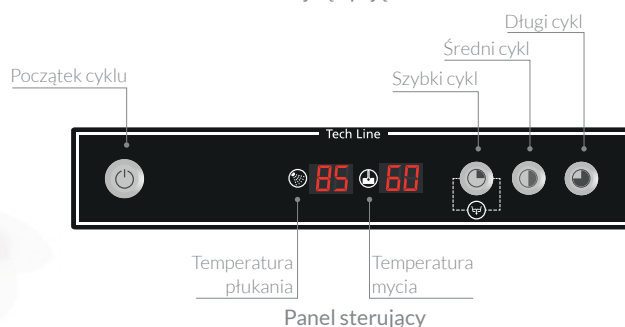 Długi cykl
Średni cykl
Szybki cykl
Początek cyklu
Tech Line
85 60
Temperatura
płukania
Temperatura
mycia
Panel sterujący